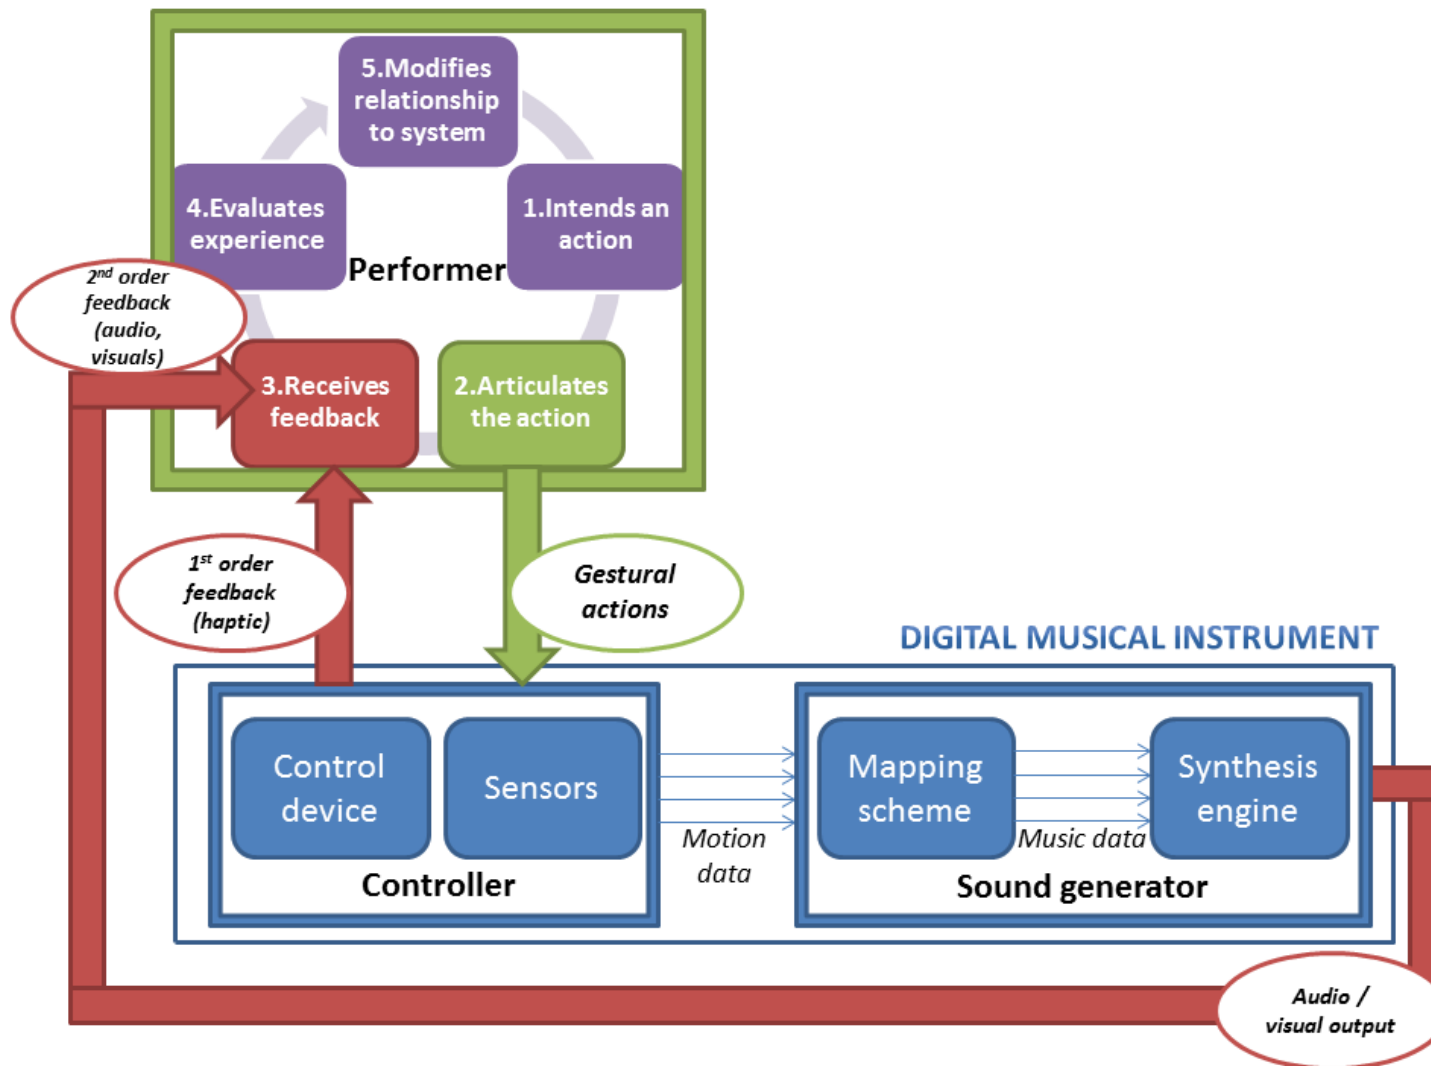 5.Modifies
relationship
to system
4.Evaluates
experience
1.Intends an
action
Performer
2nd order
feedback
(audio,
visuals)
3.Receives
feedback
2.Articulates
the action
1st order
feedback
(haptic)
Gestural
actions
DIGITAL MUSICAL INSTRUMENT
Control
device
Sensors
Controller
Motion
data
Mapping
scheme
Music data
Synthesis
engine
Sound generator
Audio /
visual output